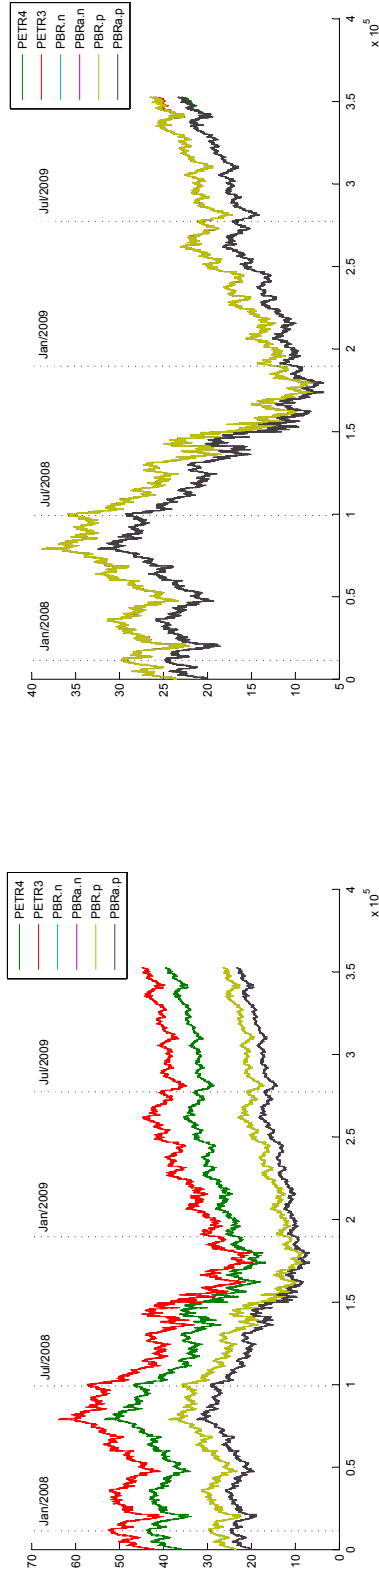 PETR4
PETR3
PBR.n
PBRa.n
PBR.p
PBRa.p
Jan/2008
Jul/2008
Jan/2009
Jul/2009
70
60
50
40
30
20
10
0
0 0.5 1 1.5 2 2.5 3 3.5 4
x 10^5
PETR4
PETR3
PBR.n
PBRa.n
PBR.p
PBRa.p
Jan/2008
Jul/2008
Jan/22009
Jul/2009
40
35
30
25
20
15
10
5
0 0.5 1 1.5 2 2.5 3 3.5 4
x 10^5